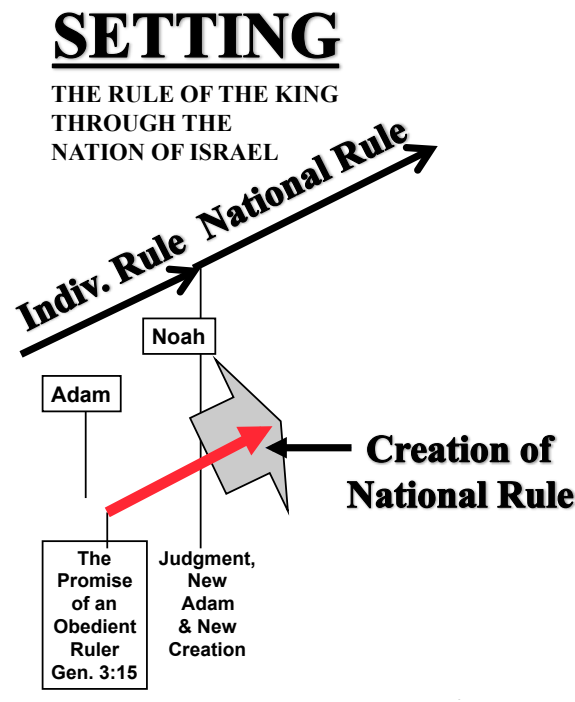 SETTING
THE RULE OF THE KING
THROUGH THE
NATION OF ISRAEL
Indiv. Rule
National Rule
Noah
Adam
Creation of
National Rule
The
Promise
of an
Obedient
Ruler
Gen. 3:15
Judgment,
New
Adam
& New
Creation